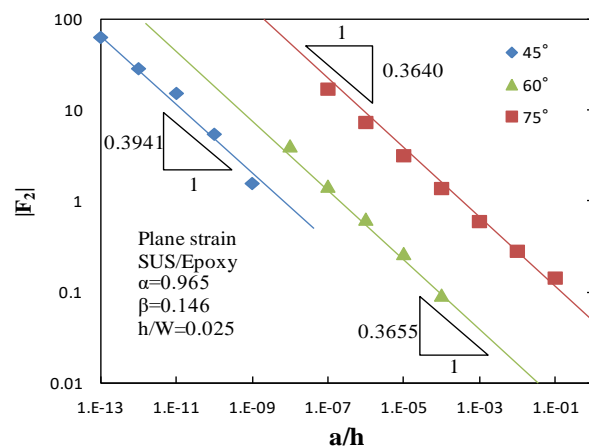 100
10
1
0.1
0.01
|F₂|
1
0.3640
45°
60°
75°
0.3941
1
Plane strain
SUS/Epoxy
α=0.965
β=0.146
h/W=0.025
0.3655
1
1.E-13 1.E-11 1.E-09 1.E-07 1.E-05 1.E-03 1.E-01
a/h